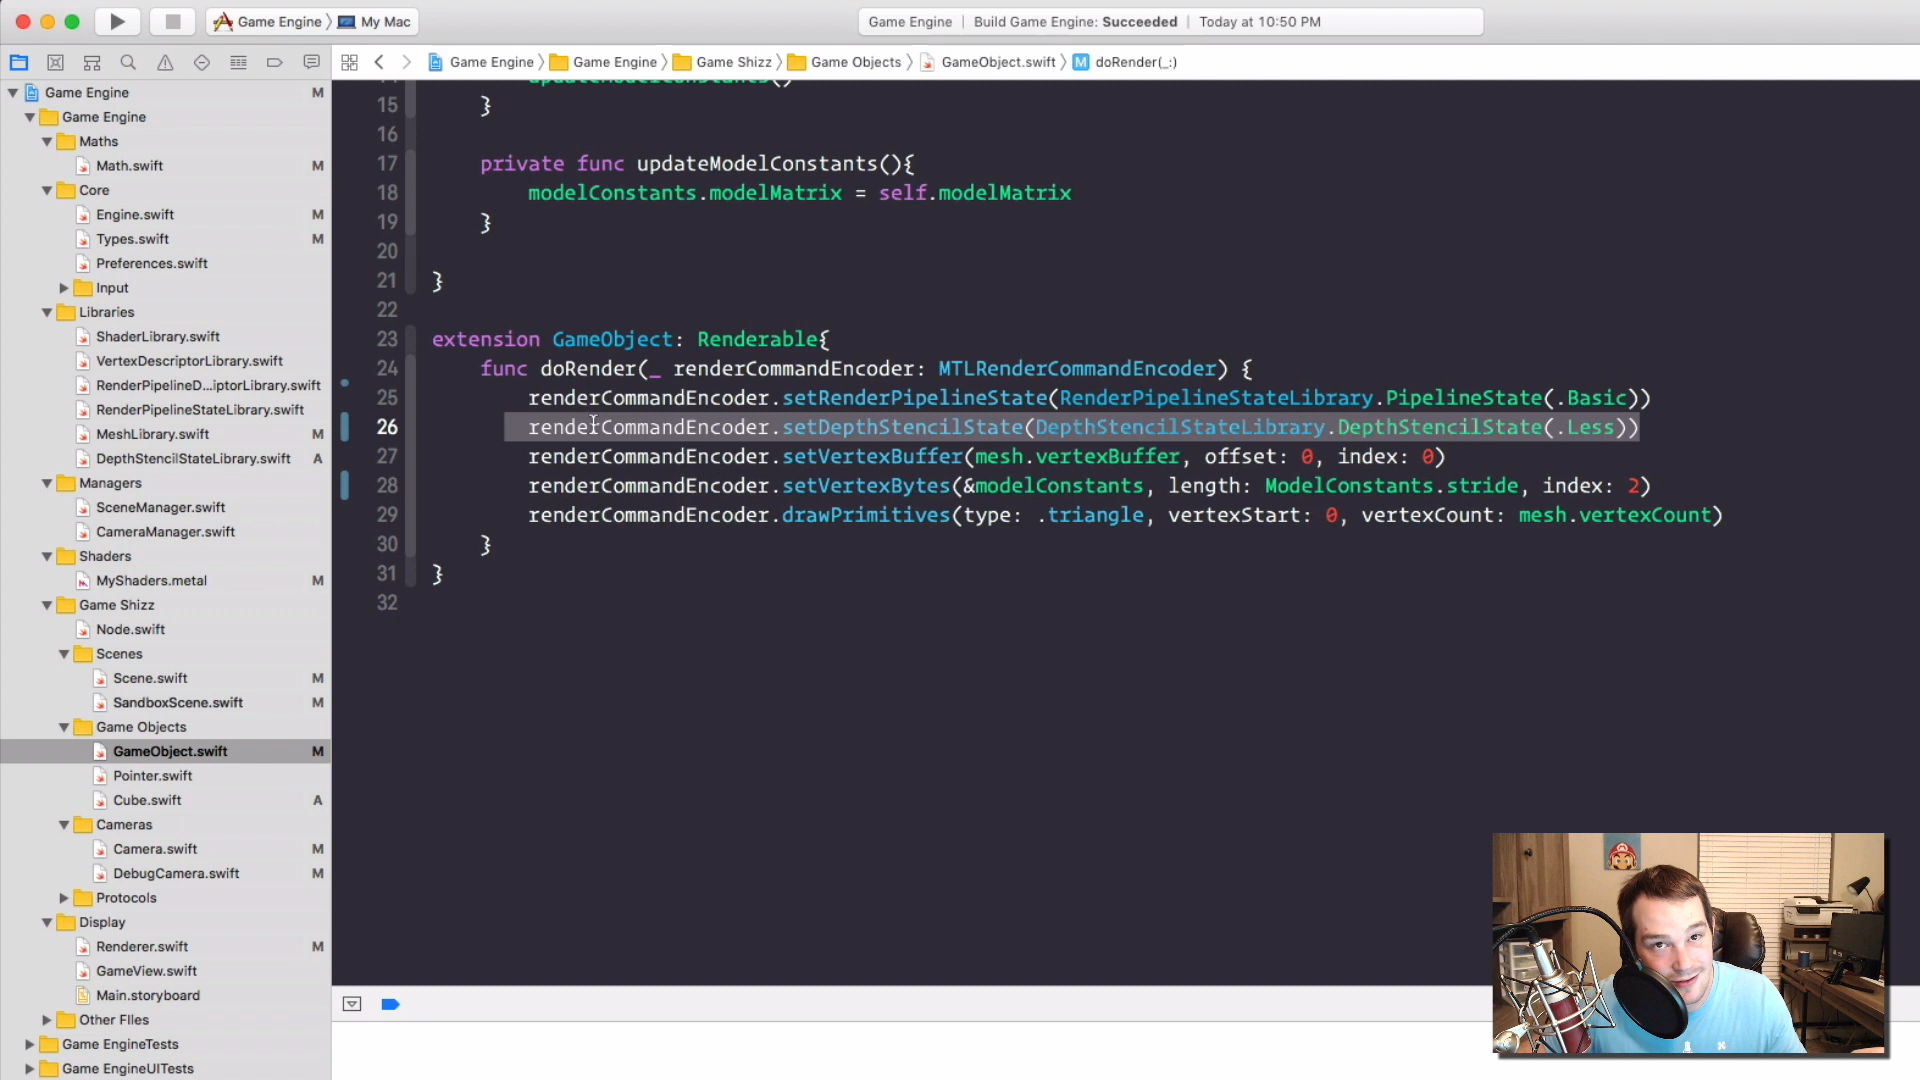 Game Engine 〉 My Mac
Game Engine | Build Game Engine: Succeeded | Today at 10:50 PM
Game Engine 〉 Game Engine 〉 Game Shizz 〉 Game Objects 〉 GameObject.swift 〉 M doRender(_:)
Game Engine M
Game Engine
Maths
Math.swift M
Core
Engine.swift M
Types.swift M
Preferences.swift
Input
Libraries
ShaderLibrary.swift
VertexDescriptorLibrary.swift
RenderPipelineD...iptorLibrary.swift
RenderPipelineStateLibrary.swift
MeshLibrary.swift M
DepthStencilStateLibrary.swift A
Managers
SceneManager.swift
CameraManager.swift
Shaders
MyShaders.metal M
Game Shizz
Node.swift
Scenes
Scene.swift M
SandboxScene.swift M
Game Objects
GameObject.swift M
Pointer.swift
Cube.swift A
Cameras
Camera.swift M
DebugCamera.swift M
Protocols
Display
Renderer.swift M
GameView.swift
Main.storyboard
Other FIles
Game EngineTests
Game EngineUITests
14 updateModelConstants()
15 }
16
17 private func updateModelConstants(){
18 modelConstants.modelMatrix = self.modelMatrix
19 }
20
21 }
22
23 extension GameObject: Renderable{
24 func doRender(_ renderCommandEncoder: MTLRenderCommandEncoder) {
25 renderCommandEncoder.setRenderPipelineState(RenderPipelineStateLibrary.PipelineState(.Basic))
26 renderCommandEncoder.setDepthStencilState(DepthStencilStateLibrary.DepthStencilState(.Less))
27 renderCommandEncoder.setVertexBuffer(mesh.vertexBuffer, offset: 0, index: 0)
28 renderCommandEncoder.setVertexBytes(&modelConstants, length: ModelConstants.stride, index: 2)
29 renderCommandEncoder.drawPrimitives(type: .triangle, vertexStart: 0, vertexCount: mesh.vertexCount)
30 }
31 }
32